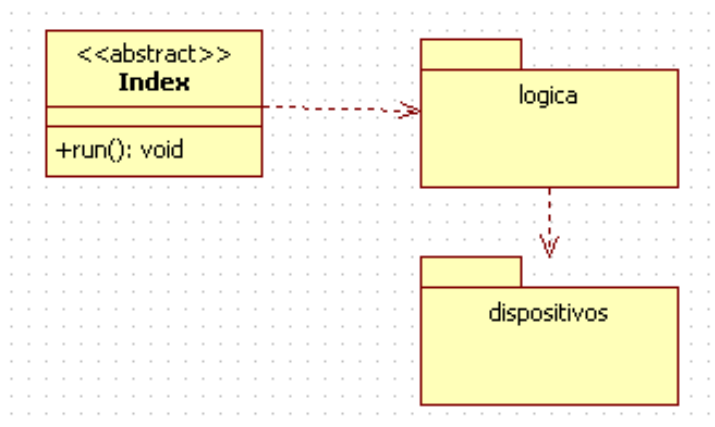 <<abstract>>
Index
+run(): void
logica
dispositivos